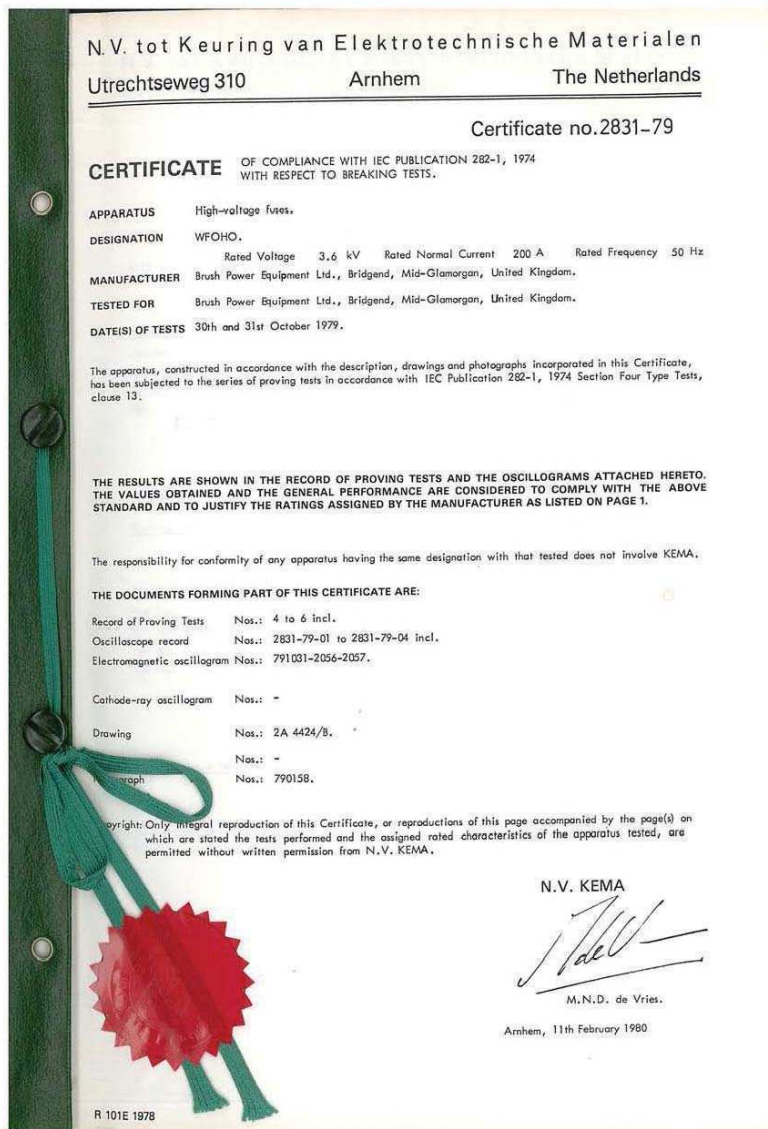 N.V. tot Keuring van Elektrotechnische Materialen
Utrechtseweg 310 Arnhem The Netherlands
Certificate no.2831-79
CERTIFICATE OF COMPLIANCE WITH IEC PUBLICATION 282-1, 1974
WITH RESPECT TO BREAKING TESTS.
APPARATUS High-voltage fuses.
DESIGNATION WFOHO.
Rated Voltage 3.6 kV Rated Normal Current 200 A Rated Frequency 50 Hz
MANUFACTURER Brush Power Equipment Ltd., Bridgend, Mid-Glamorgan, United Kingdom.
TESTED FOR Brush Power Equipment Ltd., Bridgend, Mid-Glamorgan, United Kingdom.
DATE(S) OF TESTS 30th and 31st October 1979.
The apparatus, constructed in accordance with the description, drawings and photographs incorporated in this Certificate,
has been subjected to the series of proving tests in accordance with IEC Publication 282-1, 1974 Section Four Type Tests,
clause 13.
THE RESULTS ARE SHOWN IN THE RECORD OF PROVING TESTS AND THE OSCILLOGRAMS ATTACHED HERETO.
THE VALUES OBTAINED AND THE GENERAL PERFORMANCE ARE CONSIDERED TO COMPLY WITH THE ABOVE
STANDARD AND TO JUSTIFY THE RATINGS ASSIGNED BY THE MANUFACTURER AS LISTED ON PAGE 1.
The responsibility for conformity of any apparatus having the same designation with that tested does not involve KEMA.
THE DOCUMENTS FORMING PART OF THIS CERTIFICATE ARE:
Record of Proving Tests Nos.: 4 to 6 incl.
Oscilloscope record Nos.: 2831-79-01 to 2831-79-04 incl.
Electromagnetic oscillogram Nos.: 791031-2056-2057.
Cathode-ray oscillogram Nos.: -
Drawing Nos.: 2A 4424/B.
Nos.: -
Nos.: 790158.
yright: Only integral reproduction of this Certificate, or reproductions of this page accompanied by the page(s) on
which are stated the tests performed and the assigned rated characteristics of the apparatus tested, are
permitted without written permission from N.V. KEMA.
N.V. KEMA
M.N.D. de Vries.
Arnhem, 11th February 1980
R 101E 1978